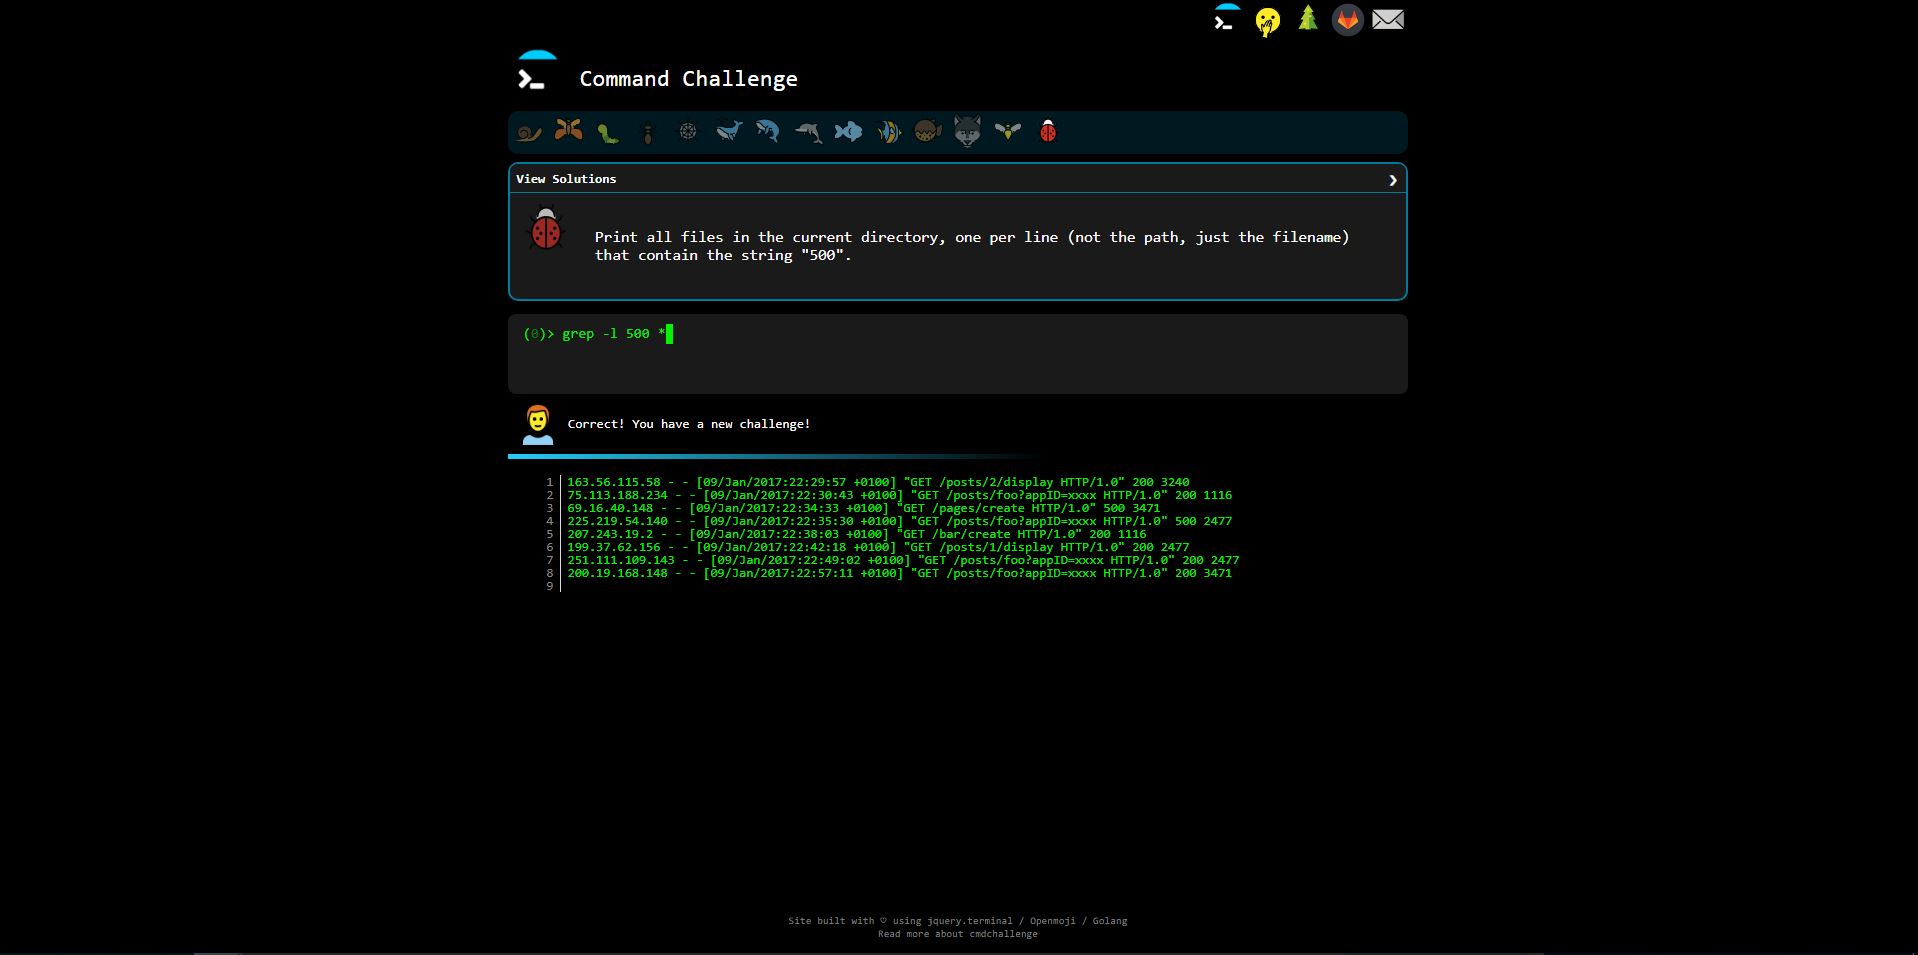 Command Challenge
View Solutions
Print all files in the current directory, one per line (not the path, just the filename)
that contain the string "500".
(0)> grep -l 500 *
Correct! You have a new challenge!
1 163.56.115.58 - - [09/Jan/2017:22:29:57 +0100] "GET /posts/2/display HTTP/1.0" 200 3240
2 75.113.188.234 - - [09/Jan/2017:22:30:43 +0100] "GET /posts/foo?appID=xxxx HTTP/1.0" 200 1116
3 69.16.40.148 - - [09/Jan/2017:22:34:33 +0100] "GET /pages/create HTTP/1.0" 500 3471
4 225.219.54.140 - - [09/Jan/2017:22:35:30 +0100] "GET /posts/foo?appID=xxxx HTTP/1.0" 500 2477
5 207.243.19.2 - - [09/Jan/2017:22:38:03 +0100] "GET /bar/create HTTP/1.0" 200 1116
6 199.37.62.156 - - [09/Jan/2017:22:42:18 +0100] "GET /posts/1/display HTTP/1.0" 200 2477
7 251.111.109.143 - - [09/Jan/2017:22:49:02 +0100] "GET /posts/foo?appID=xxxx HTTP/1.0" 200 2477
8 200.19.168.148 - - [09/Jan/2017:22:57:11 +0100] "GET /posts/foo?appID=xxxx HTTP/1.0" 200 3471
9
Site built with ♡ using jquery.terminal / Openmoji / Golang
Read more about cmdchallenge